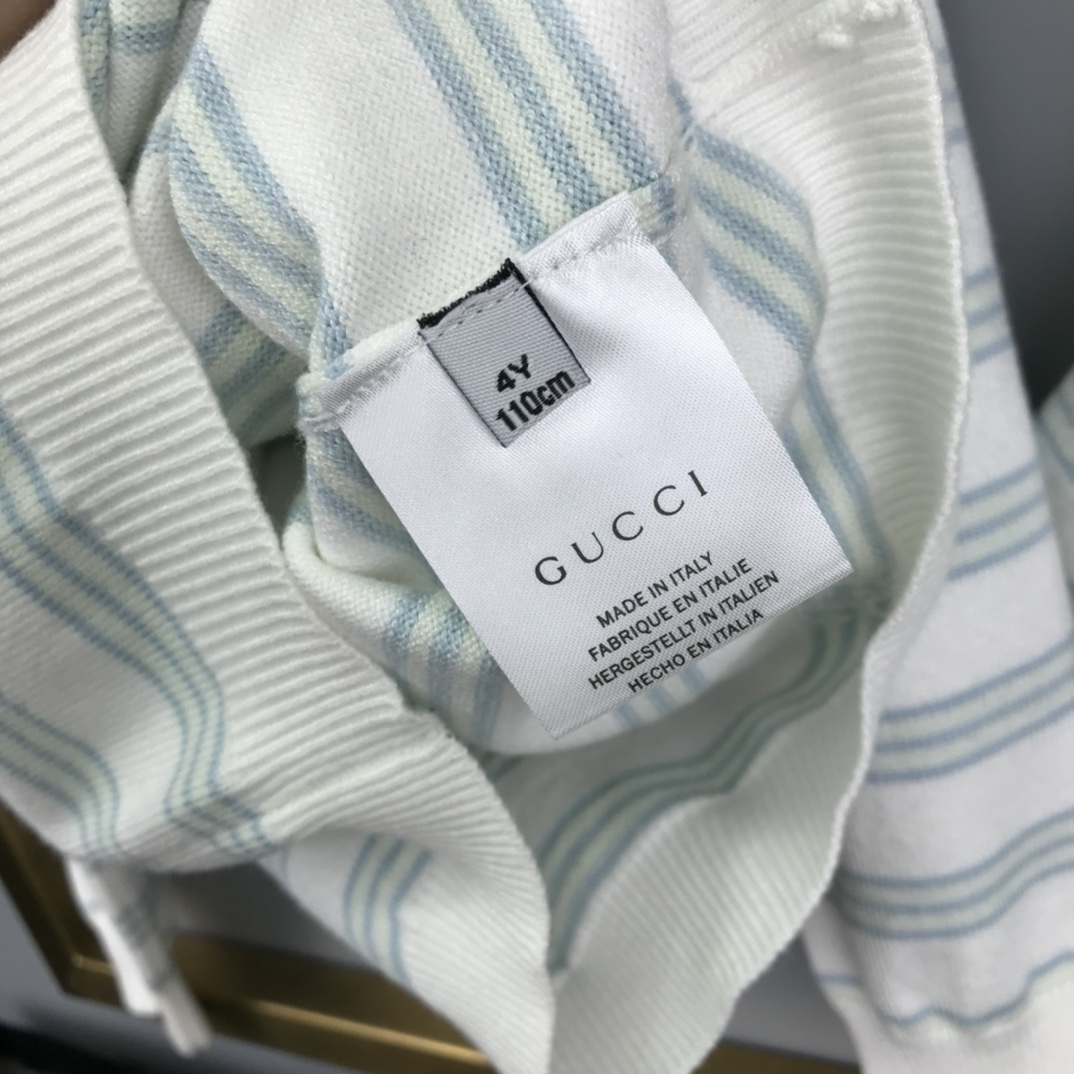 4Y
110cm
GUCCI
MADE IN ITALY
FABRIQUE EN ITALIE
HERGESTELLT IN ITALIEN
HECHO EN ITALIA